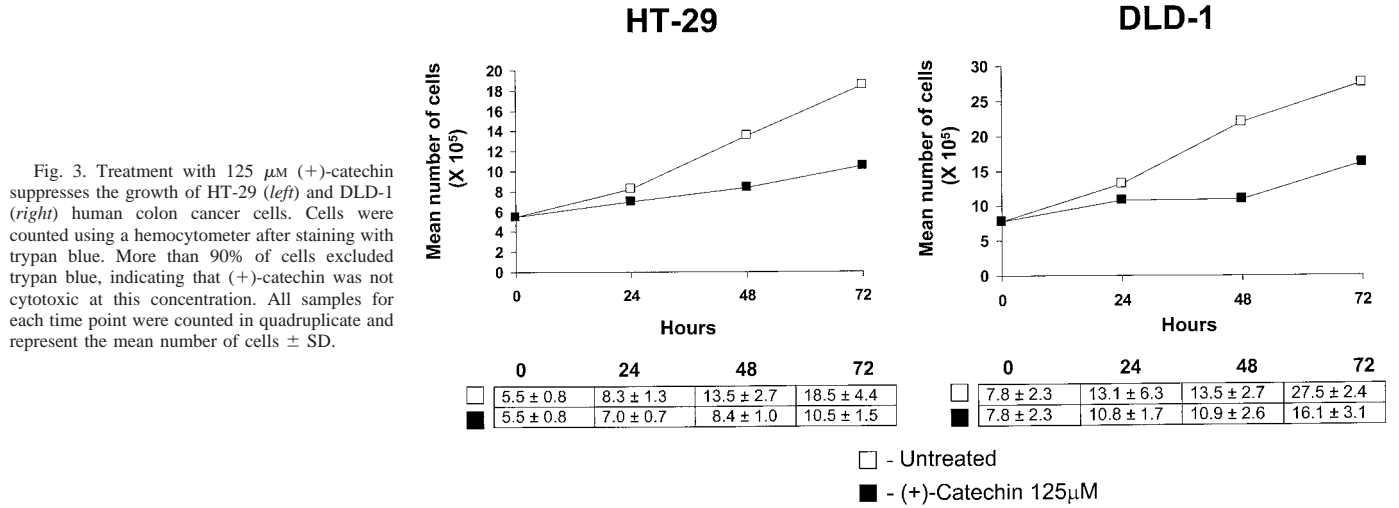 HT-29
DLD-1
Fig. 3. Treatment with 125 μM (+)-catechin
suppresses the growth of HT-29 (left) and DLD-1
(right) human colon cancer cells. Cells were
counted using a hemocytometer after staining with
trypan blue. More than 90% of cells excluded
trypan blue, indicating that (+)-catechin was not
cytotoxic at this concentration. All samples for
each time point were counted in quadruplicate and
represent the mean number of cells ± SD.
Mean number of cells
(X 10⁵)
20
18
16
14
12
10
8
6
4
2
0
0 24 48 72
Hours
0 24 48 72
5.5 ± 0.8 8.3 ± 1.3 13.5 ± 2.7 18.5 ± 4.4
5.5 ± 0.8 7.0 ± 0.7 8.4 ± 1.0 10.5 ± 1.5
Mean number of cells
(X 10⁵)
30
25
20
15
10
5
0
0 24 48 72
Hours
0 24 48 72
7.8 ± 2.3 13.1 ± 6.3 13.5 ± 2.7 27.5 ± 2.4
7.8 ± 2.3 10.8 ± 1.7 10.9 ± 2.6 16.1 ± 3.1
- Untreated
- (+)-Catechin 125μM